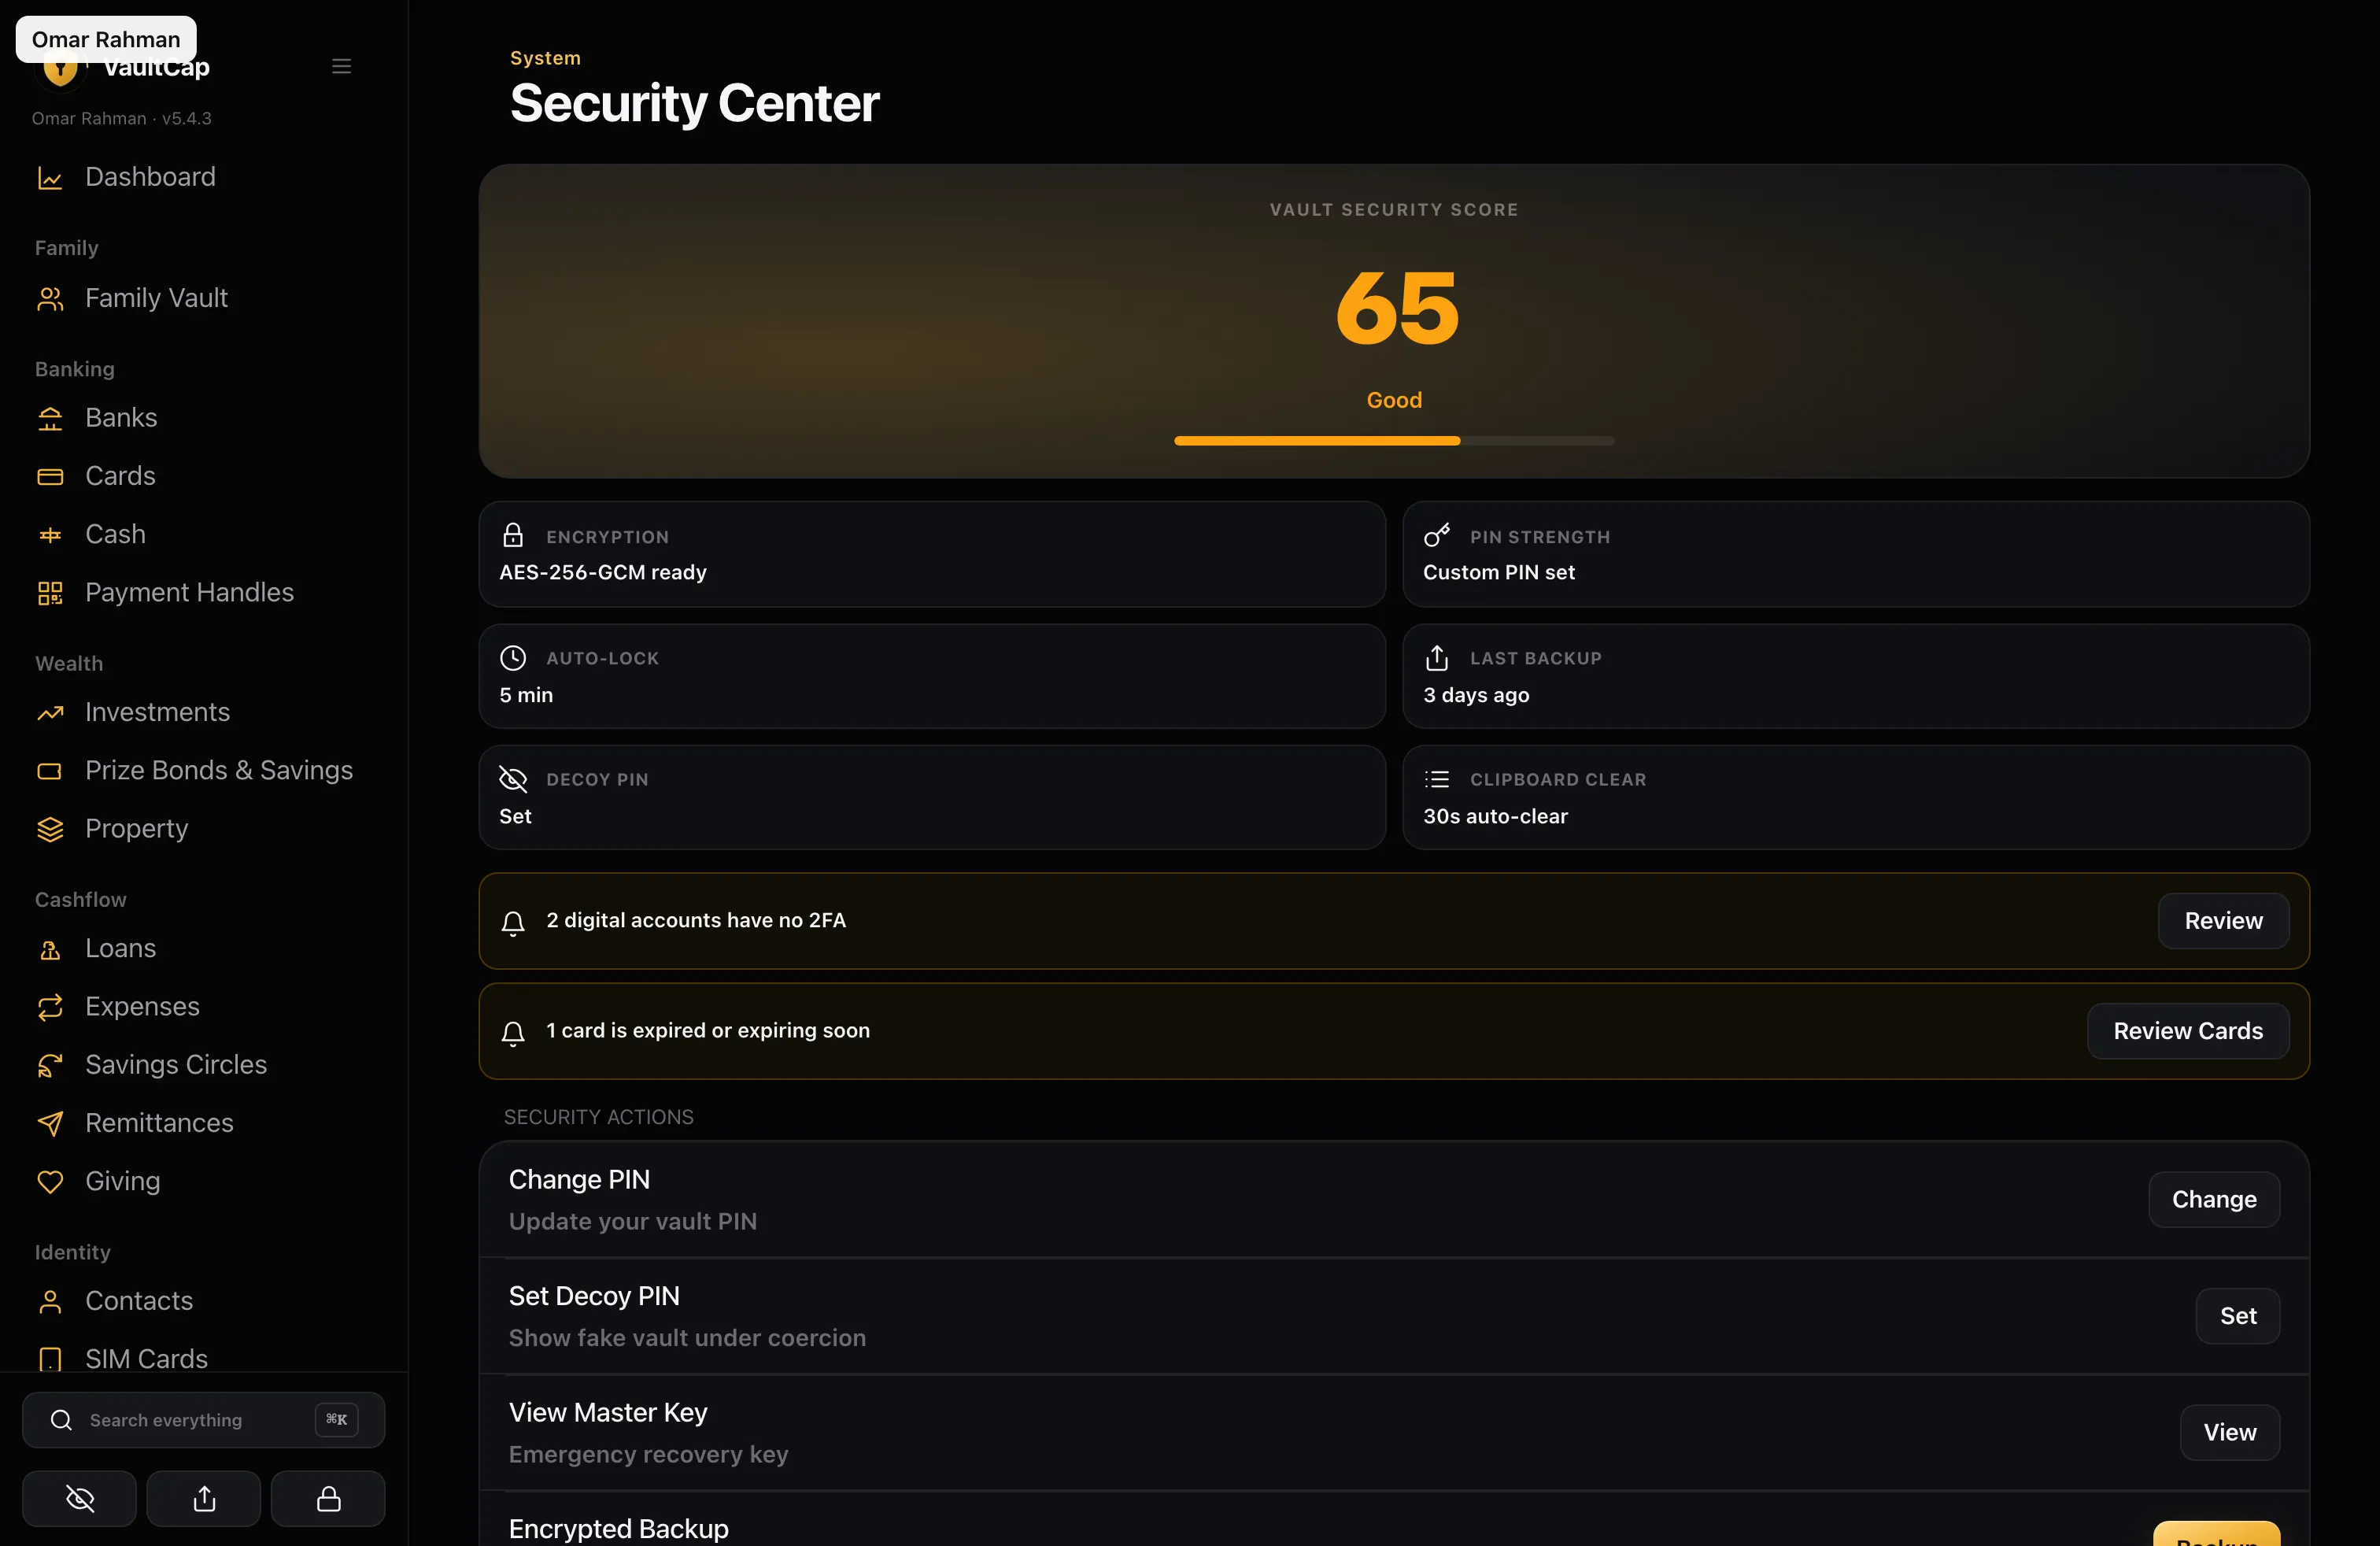 Omar Rahman
VaultCap
Omar Rahman · v5.4.3
Dashboard
Family
Family Vault
Banking
Banks
Cards
Cash
Payment Handles
Wealth
Investments
Prize Bonds & Savings
Property
Cashflow
Loans
Expenses
Savings Circles
Remittances
Giving
Identity
Contacts
SIM Cards
Search everything
⌘K
System
Security Center
VAULT SECURITY SCORE
65
Good
ENCRYPTION
AES-256-GCM ready
PIN STRENGTH
Custom PIN set
AUTO-LOCK
5 min
LAST BACKUP
3 days ago
DECOY PIN
Set
CLIPBOARD CLEAR
30s auto-clear
2 digital accounts have no 2FA
Review
1 card is expired or expiring soon
Review Cards
SECURITY ACTIONS
Change PIN
Update your vault PIN
Change
Set Decoy PIN
Show fake vault under coercion
Set
View Master Key
Emergency recovery key
View
Encrypted Backup
Backup